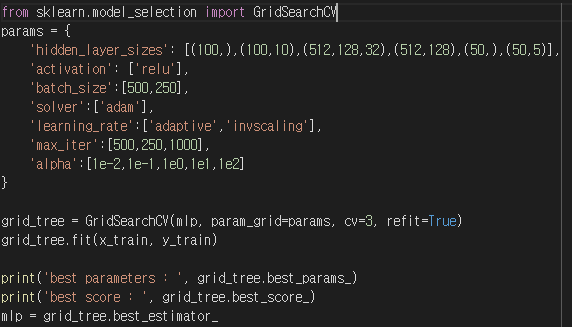 from sklearn.model_selection import GridSearchCV
params = {
    'hidden_layer_sizes': [(100,),(100,10),(512,128,32),(512,128),(50,),(50,5)],
    'activation': ['relu'],
    'batch_size':[500,250],
    'solver':['adam'],
    'learning_rate':['adaptive','invscaling'],
    'max_iter':[500,250,1000],
    'alpha':[1e-2,1e-1,1e0,1e1,1e2]
}
grid_tree = GridSearchCV(mlp, param_grid=params, cv=3, refit=True)
grid_tree.fit(x_train, y_train)
print('best parameters : ', grid_tree.best_params_)
print('best score : ', grid_tree.best_score_)
mlp = grid_tree.best_estimator_